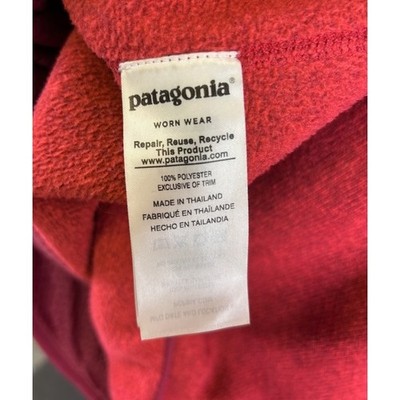 patagonia®
WORN WEAR
Repair, Reuse, Recycle
This Product
www.patagonia.com
100% POLYESTER
EXCLUSIVE OF TRIM
MADE IN THAILAND
FABRIQUÉ EN THAÏLANDE
HECHO EN TAILANDIA